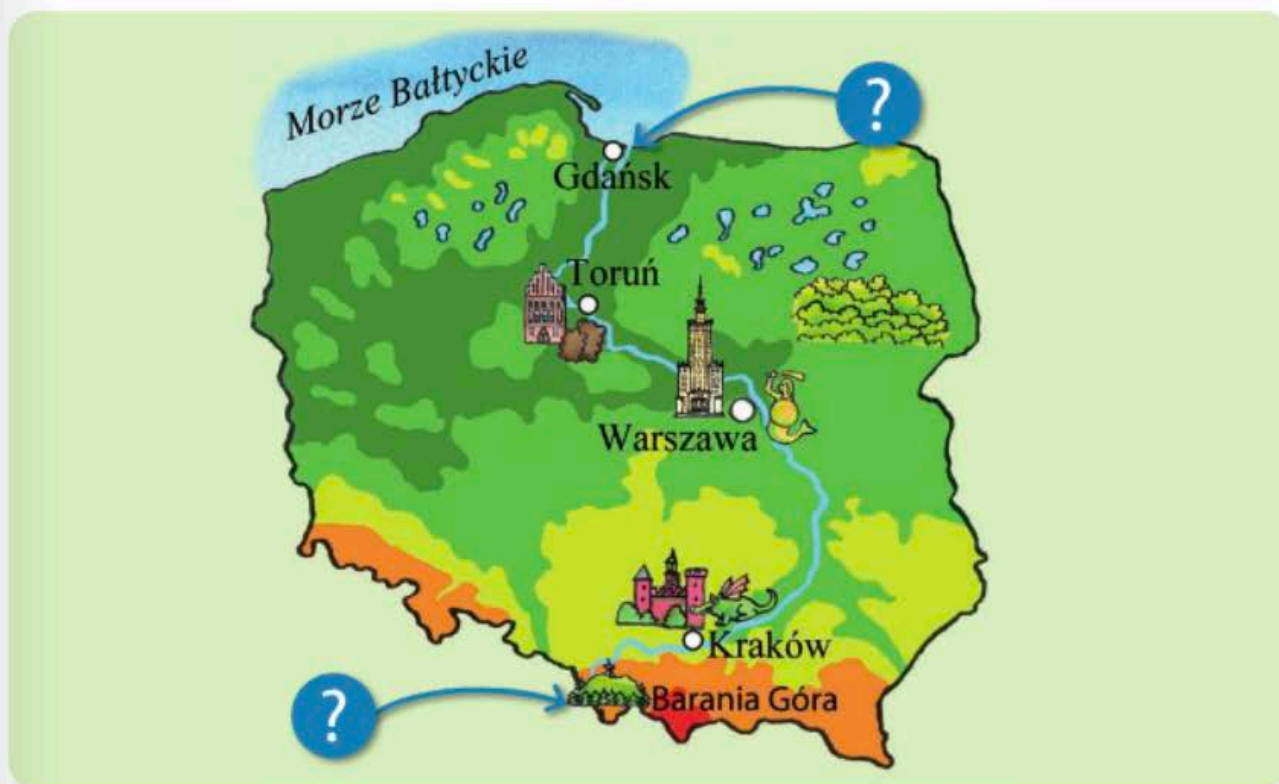 Morze Bałtyckie
?
Gdańsk
Toruń
Warszawa
Kraków
Barania Góra
?